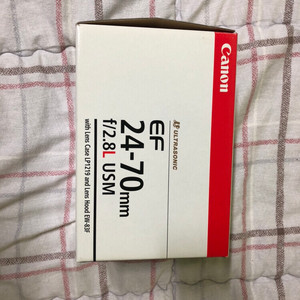 Canon
ULTRASONIC
EF
24-70mm
f/2.8L USM
with Lens Case LP1219 and Lens Hood EW-83F